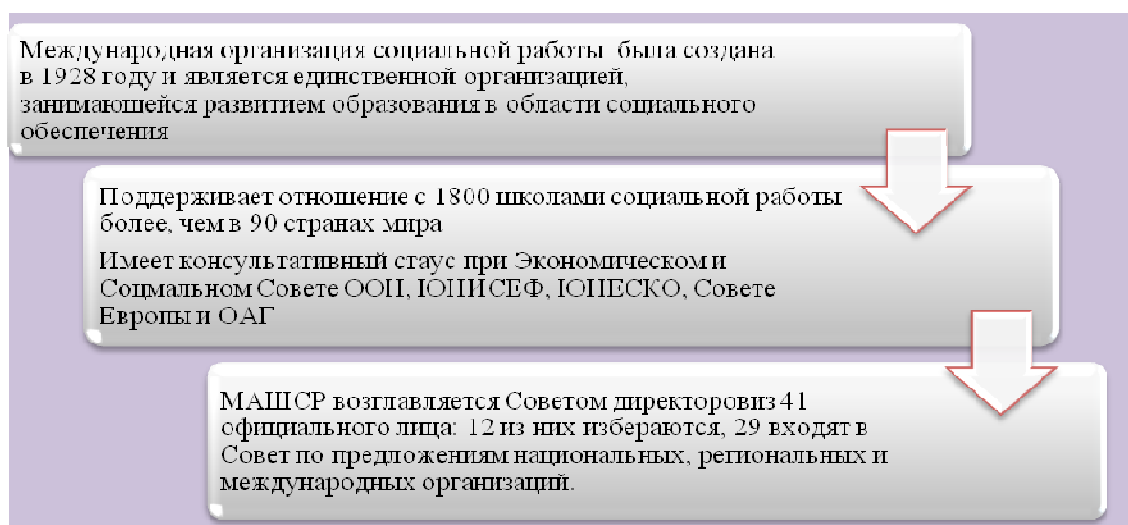 Международная организация социальной работы была создана
в 1928 году и является единственной организацией,
занимающейся развитием образования в области социального
обеспечения
Поддерживает отношение с 1800 школами социальной работы
более, чем в 90 странах мира
Имеет консультативный стаус при Экономическом и
Соцмальном Совете ООН, ЮНИСЕФ, ЮНЕСКО, Совете
Европы и ОАГ
МАШСР возглавляется Советом директоровиз 41
официального лица: 12 из них избераются, 29 входят в
Совет по предложениям национальных, региональных и
международных организаций.